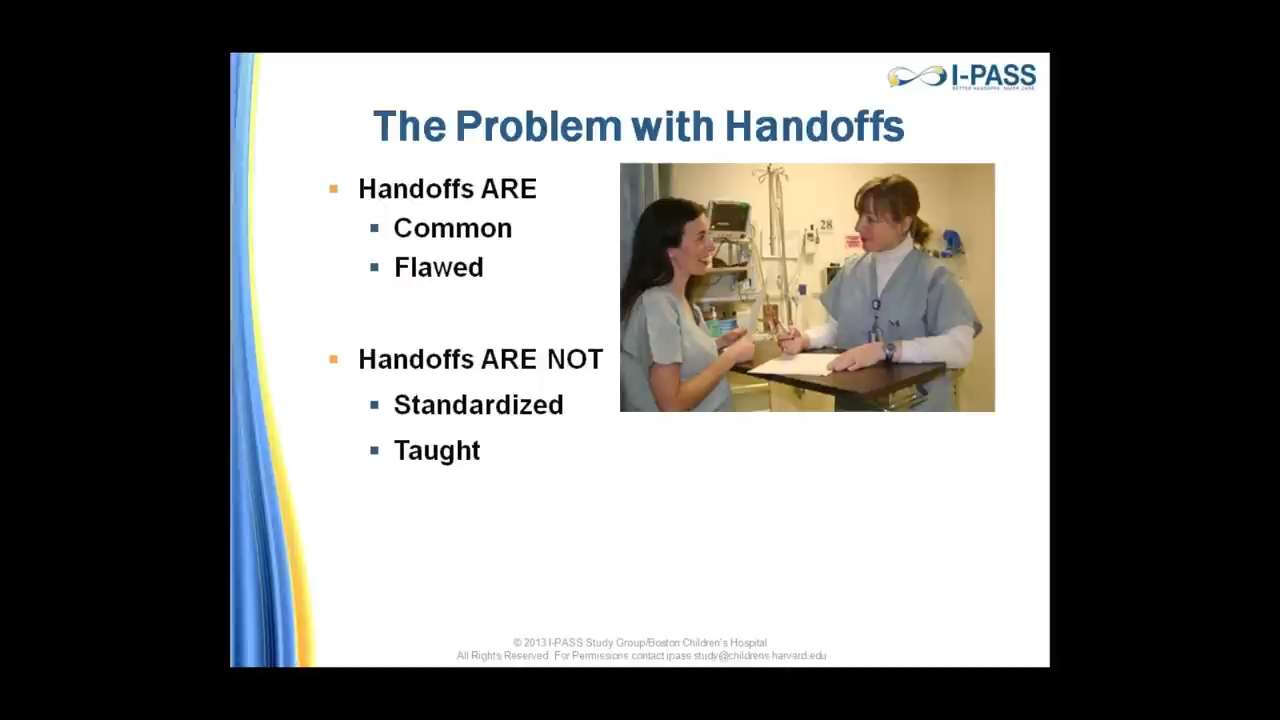 I-PASS
BETTER HANDOFFS. SAFER CARE.
The Problem with Handoffs
Handoffs ARE
Common
Flawed
Handoffs ARE NOT
Standardized
Taught
28
© 2013 I-PASS Study Group/Boston Children's Hospital
All Rights Reserved. For Permissions contact ipass.study@childrens.harvard.edu